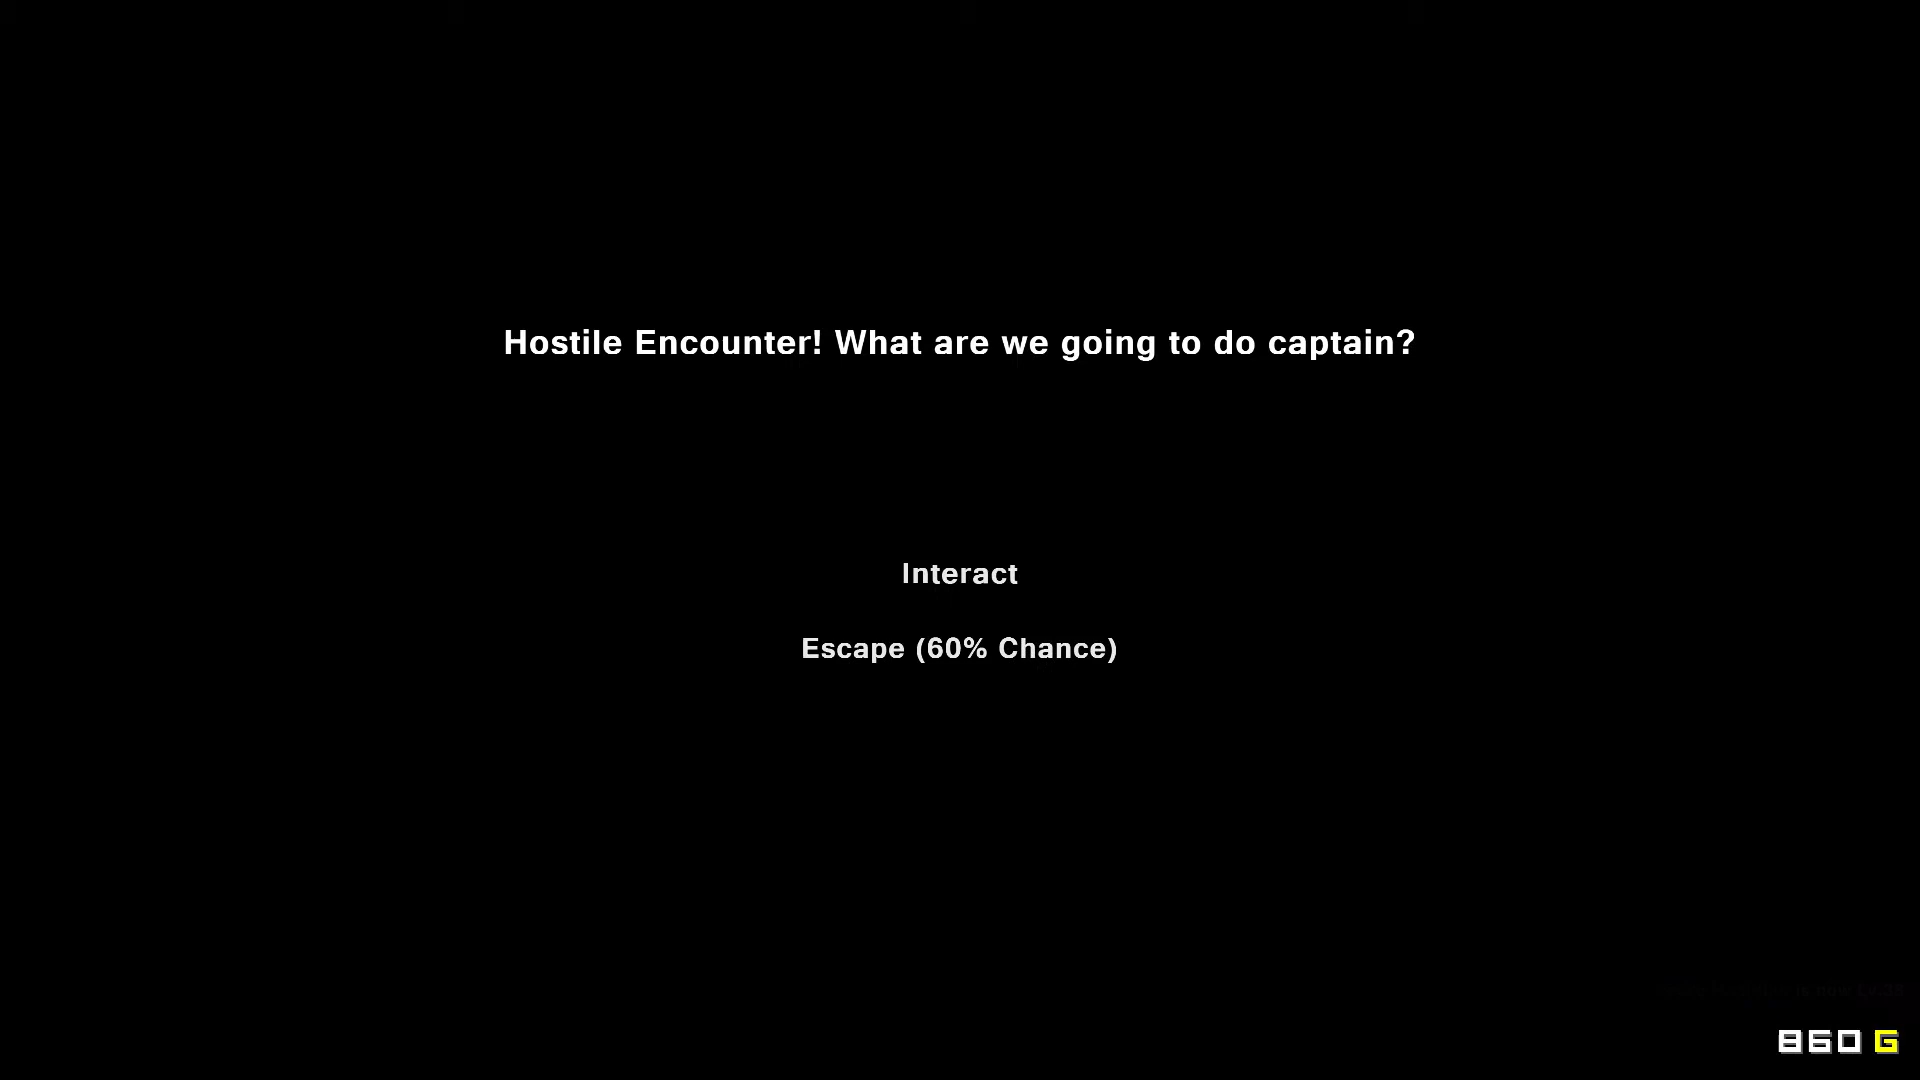 Hostile Encounter! What are we going to do captain?
Interact
Escape (60% Chance)
860 G